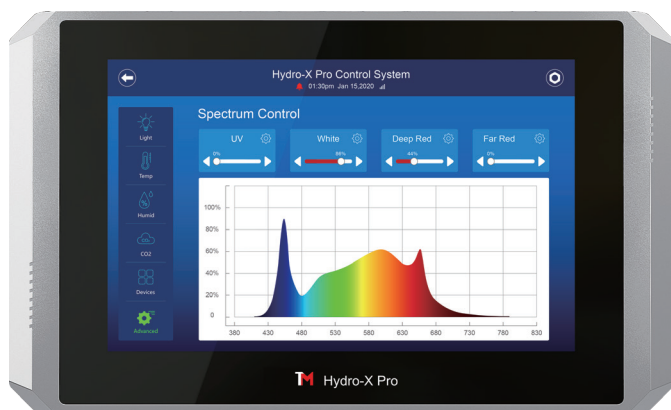 Hydro-X Pro Control System
01:30pm Jan 15,2020
Spectrum Control
Light
Temp
Humid
CO2
Devices
Advanced
UV
0%
White
88%
Deep Red
44%
Far Red
0%
100%
80%
60%
40%
20%
0
380 430 480 530 580 630 680 730 780 830
TM Hydro-X Pro